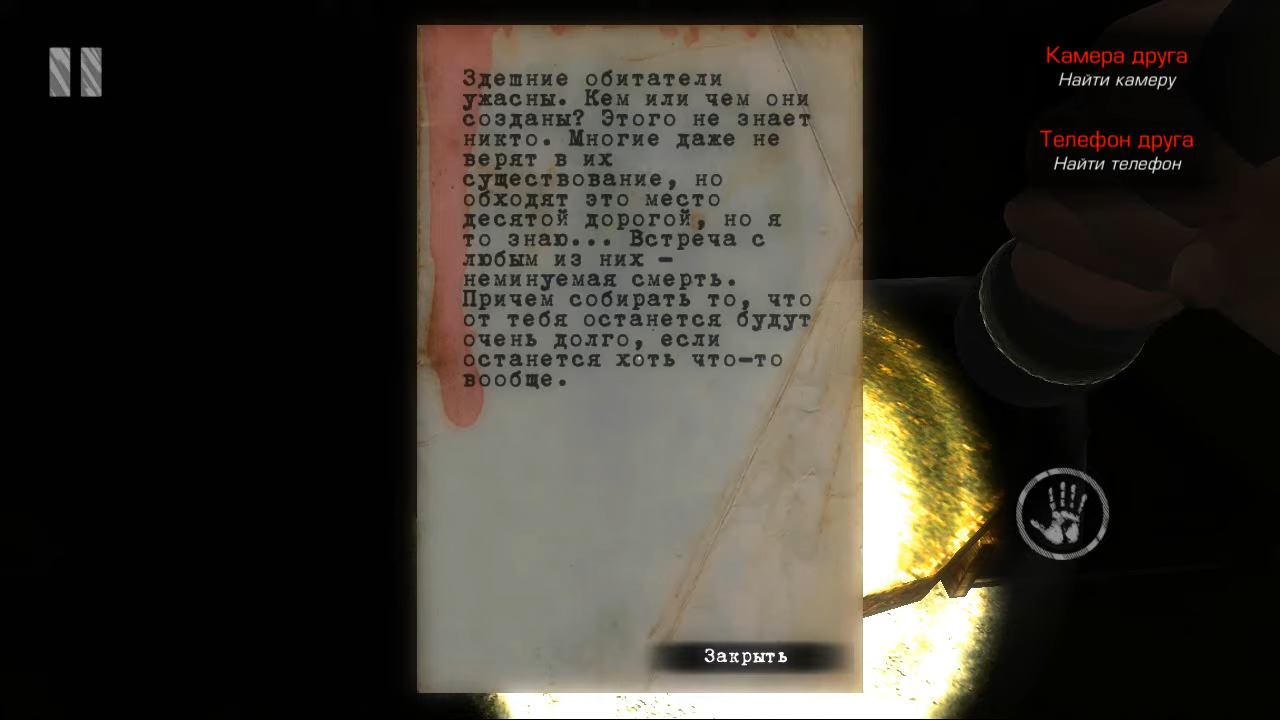 Здешние обитатели
ужасны. Кем или чем они
созданы? Этого не знает
никто. Многие даже не
верят в их
существование, но
обходят это место
десятой дорогой, но я
то знаю... Встреча с
любым из них -
неминуемая смерть.
Причем собирать то, что
от тебя останется будут
очень долго, если
останется хоть что-то
вообще.
Закрыть
Камера друга
Найти камеру
Телефон друга
Найти телефон